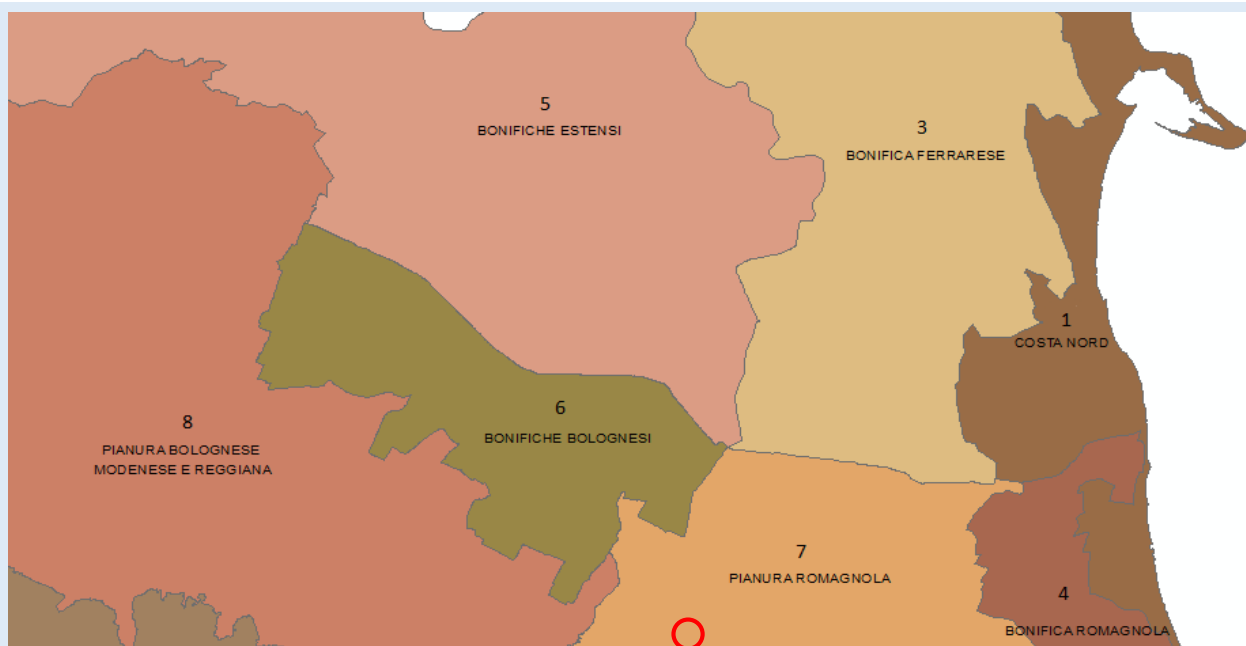 5
BONIFICHE ESTENSI
3
BONIFICA FERRARESE
1
COSTA NORD
8
PIANURA BOLOGNESE
MODENESE E REGGIANA
6
BONIFICHE BOLOGNESI
7
PIANURA ROMAGNOLA
4
BONIFICA ROMAGNOLA